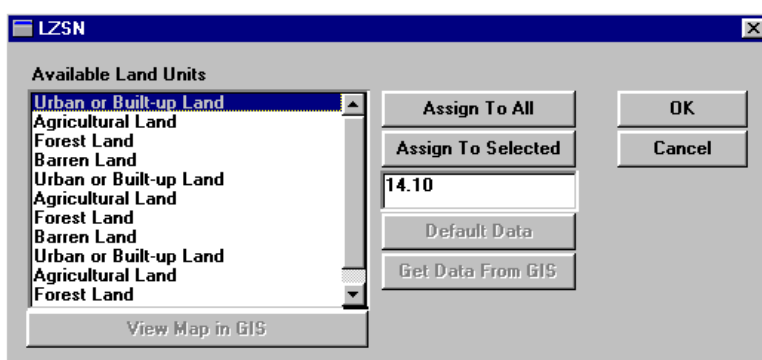 LZSN
Available Land Units
Urban or Built-up Land
Agricultural Land
Forest Land
Barren Land
Urban or Built-up Land
Agricultural Land
Forest Land
Barren Land
Urban or Built-up Land
Agricultural Land
Forest Land
View Map in GIS
Assign To All
Assign To Selected
14.10
Default Data
Get Data From GIS
OK
Cancel